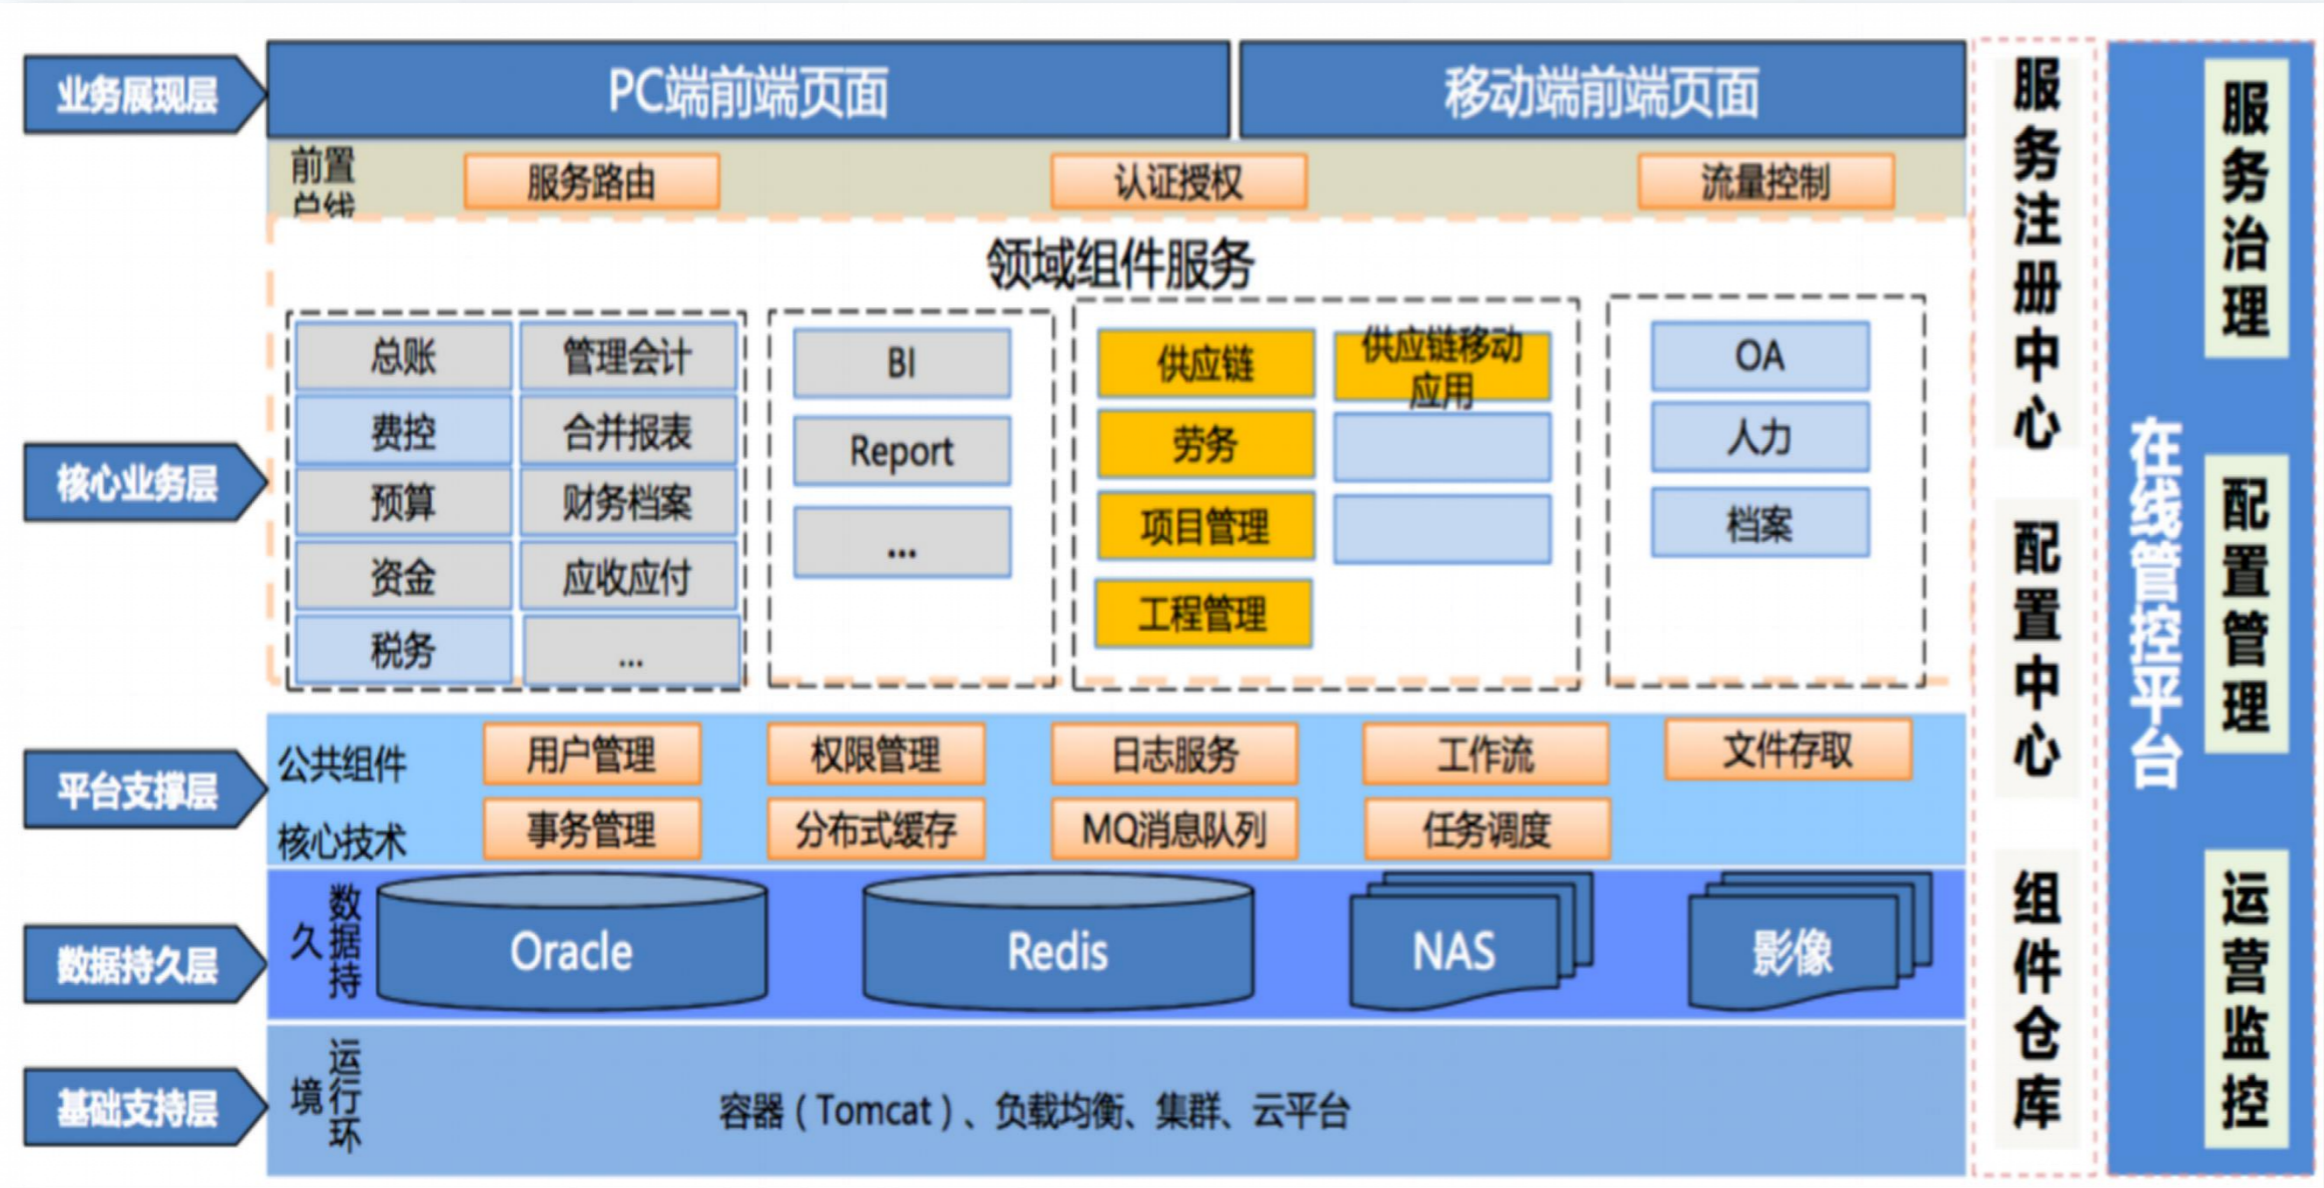 业务展现层
PC端前端页面
移动端前端页面
前置
总线
服务路由
认证授权
流量控制
领域组件服务
核心业务层
总账
管理会计
费控
合并报表
预算
财务档案
资金
应收应付
税务
...
BI
Report
...
供应链
供应链移动
应用
劳务
项目管理
工程管理
OA
人力
档案
平台支撑层
公共组件
用户管理
权限管理
日志服务
工作流
文件存取
核心技术
事务管理
分布式缓存
MQ消息队列
任务调度
数据持久层
数据持
久
Oracle
Redis
NAS
影像
基础支持层
运行环
境
容器（Tomcat）、负载均衡、集群、云平台
服务注册中心
配置中心
组件仓库
在线管控平台
服务治理
配置管理
运营监控